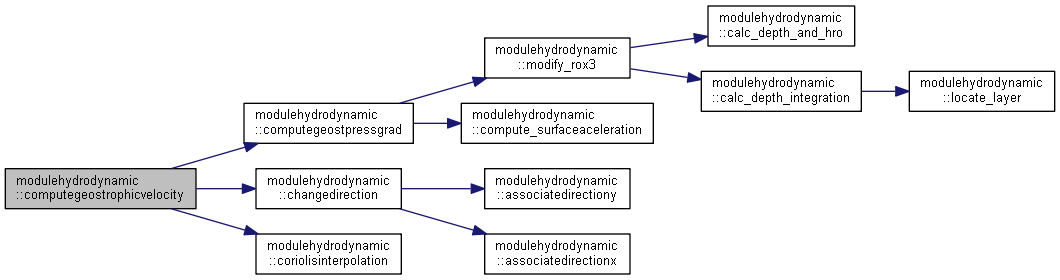 modulehydrodynamic
::computegeostrophicvelocity
modulehydrodynamic
::computegeostpressgrad
modulehydrodynamic
::modify_rox3
modulehydrodynamic
::calc_depth_and_hro
modulehydrodynamic
::calc_depth_integration
modulehydrodynamic
::locate_layer
modulehydrodynamic
::compute_surfaceaceleration
modulehydrodynamic
::changedirection
modulehydrodynamic
::associatedirectiony
modulehydrodynamic
::associatedirectionx
modulehydrodynamic
::coriolisinterpolation